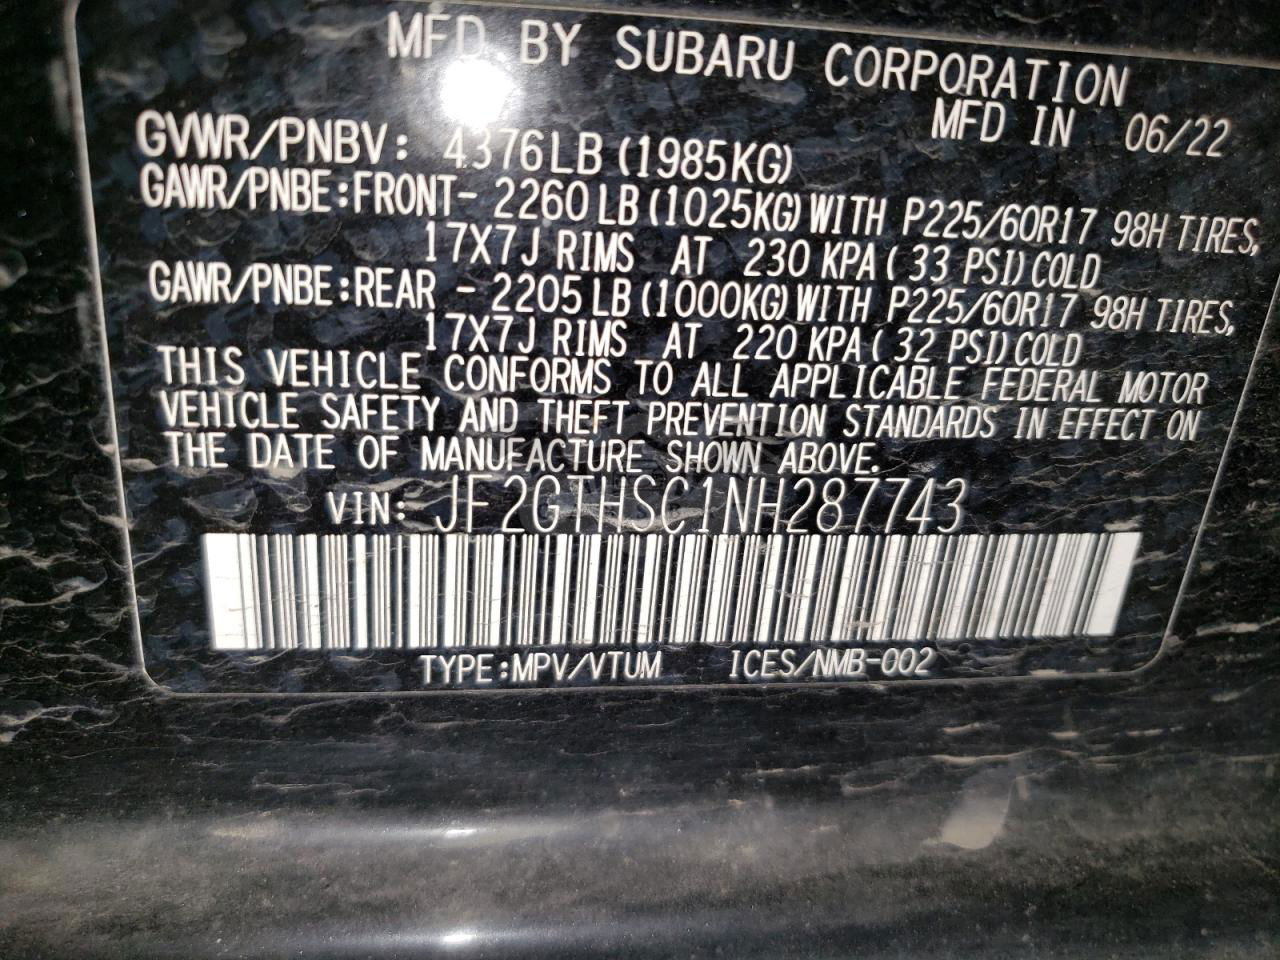 MFD BY SUBARU CORPORATION
MFD IN 06/22
GVWR/PNBV: 4376LB (1985KG)
GAWR/PNBE:FRONT- 2260 LB (1025KG) WITH P225/60R17 98H TIRES,
17X7J RIMS AT 230 KPA ( 33 PSI) COLD
GAWR/PNBE:REAR - 2205 LB (1000KG) WITH P225/60R17 98H TIRES,
17X7J RIMS AT 220 KPA ( 32 PSI) COLD
THIS VEHICLE CONFORMS TO ALL APPLICABLE FEDERAL MOTOR
VEHICLE SAFETY AND THEFT PREVENTION STANDARDS IN EFFECT ON
THE DATE OF MANUFACTURE SHOWN ABOVE.
VIN: JF2GTHSC1NH287743
TYPE:MPV/VTUM ICES/NMB-002